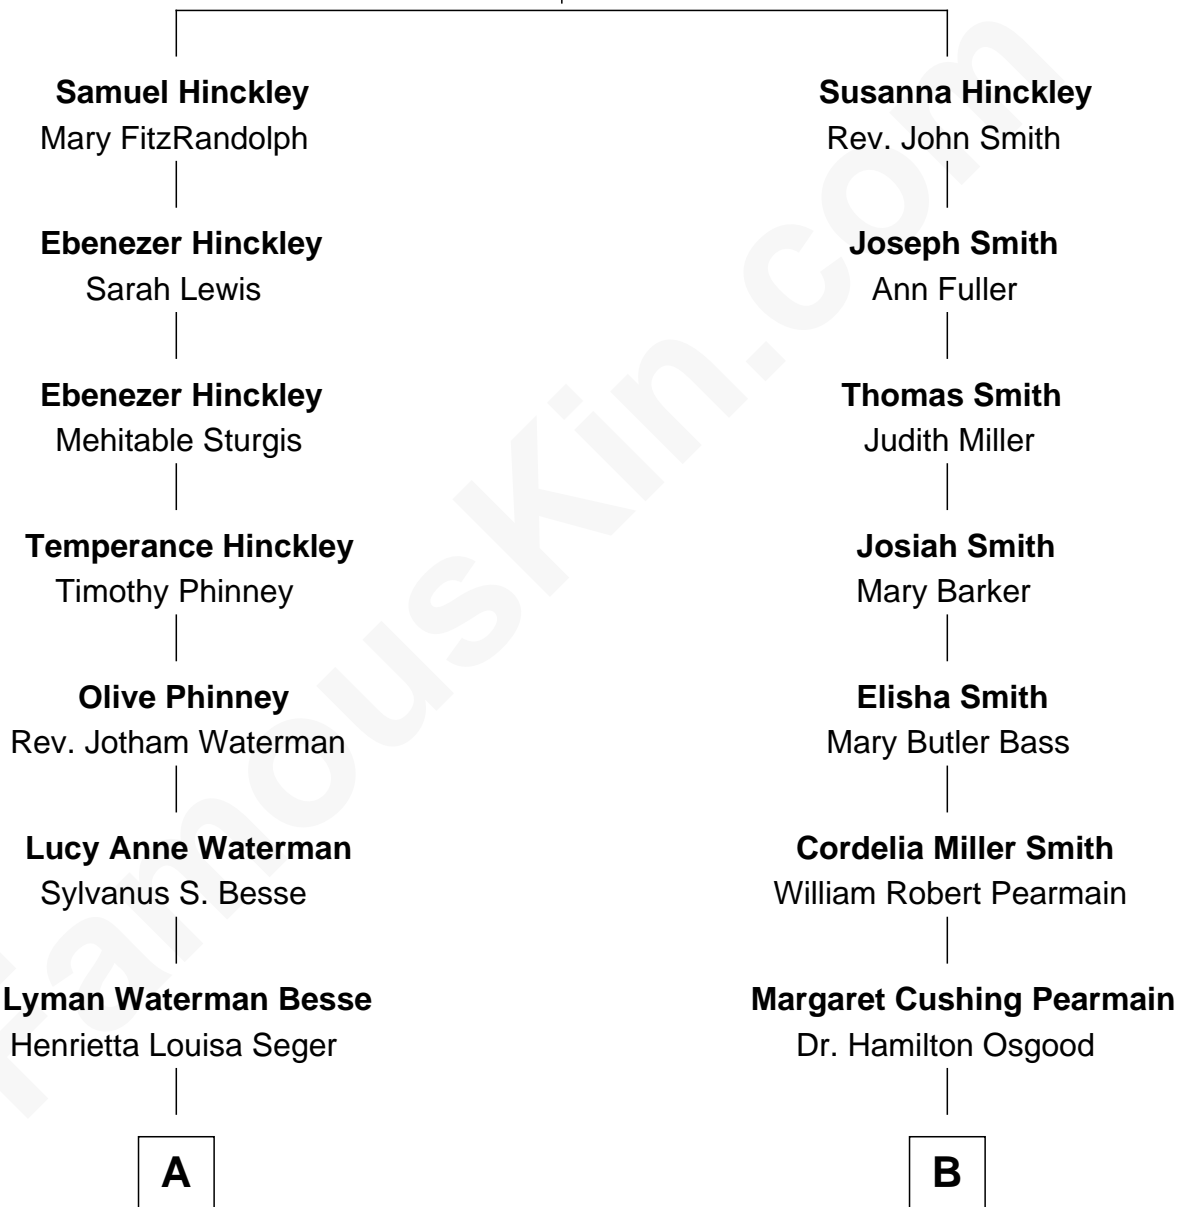 Samuel Hinckley
Mary FitzRandolph
Ebenezer Hinckley
Sarah Lewis
Ebenezer Hinckley
Mehitable Sturgis
Temperance Hinckley
Timothy Phinney
Olive Phinney
Rev. Jotham Waterman
Lucy Anne Waterman
Sylvanus S. Besse
Lyman Waterman Besse
Henrietta Louisa Seger
A
Susanna Hinckley
Rev. John Smith
Joseph Smith
Ann Fuller
Thomas Smith
Judith Miller
Josiah Smith
Mary Barker
Elisha Smith
Mary Butler Bass
Cordelia Miller Smith
William Robert Pearmain
Margaret Cushing Pearmain
Dr. Hamilton Osgood
B
FamousKin.com